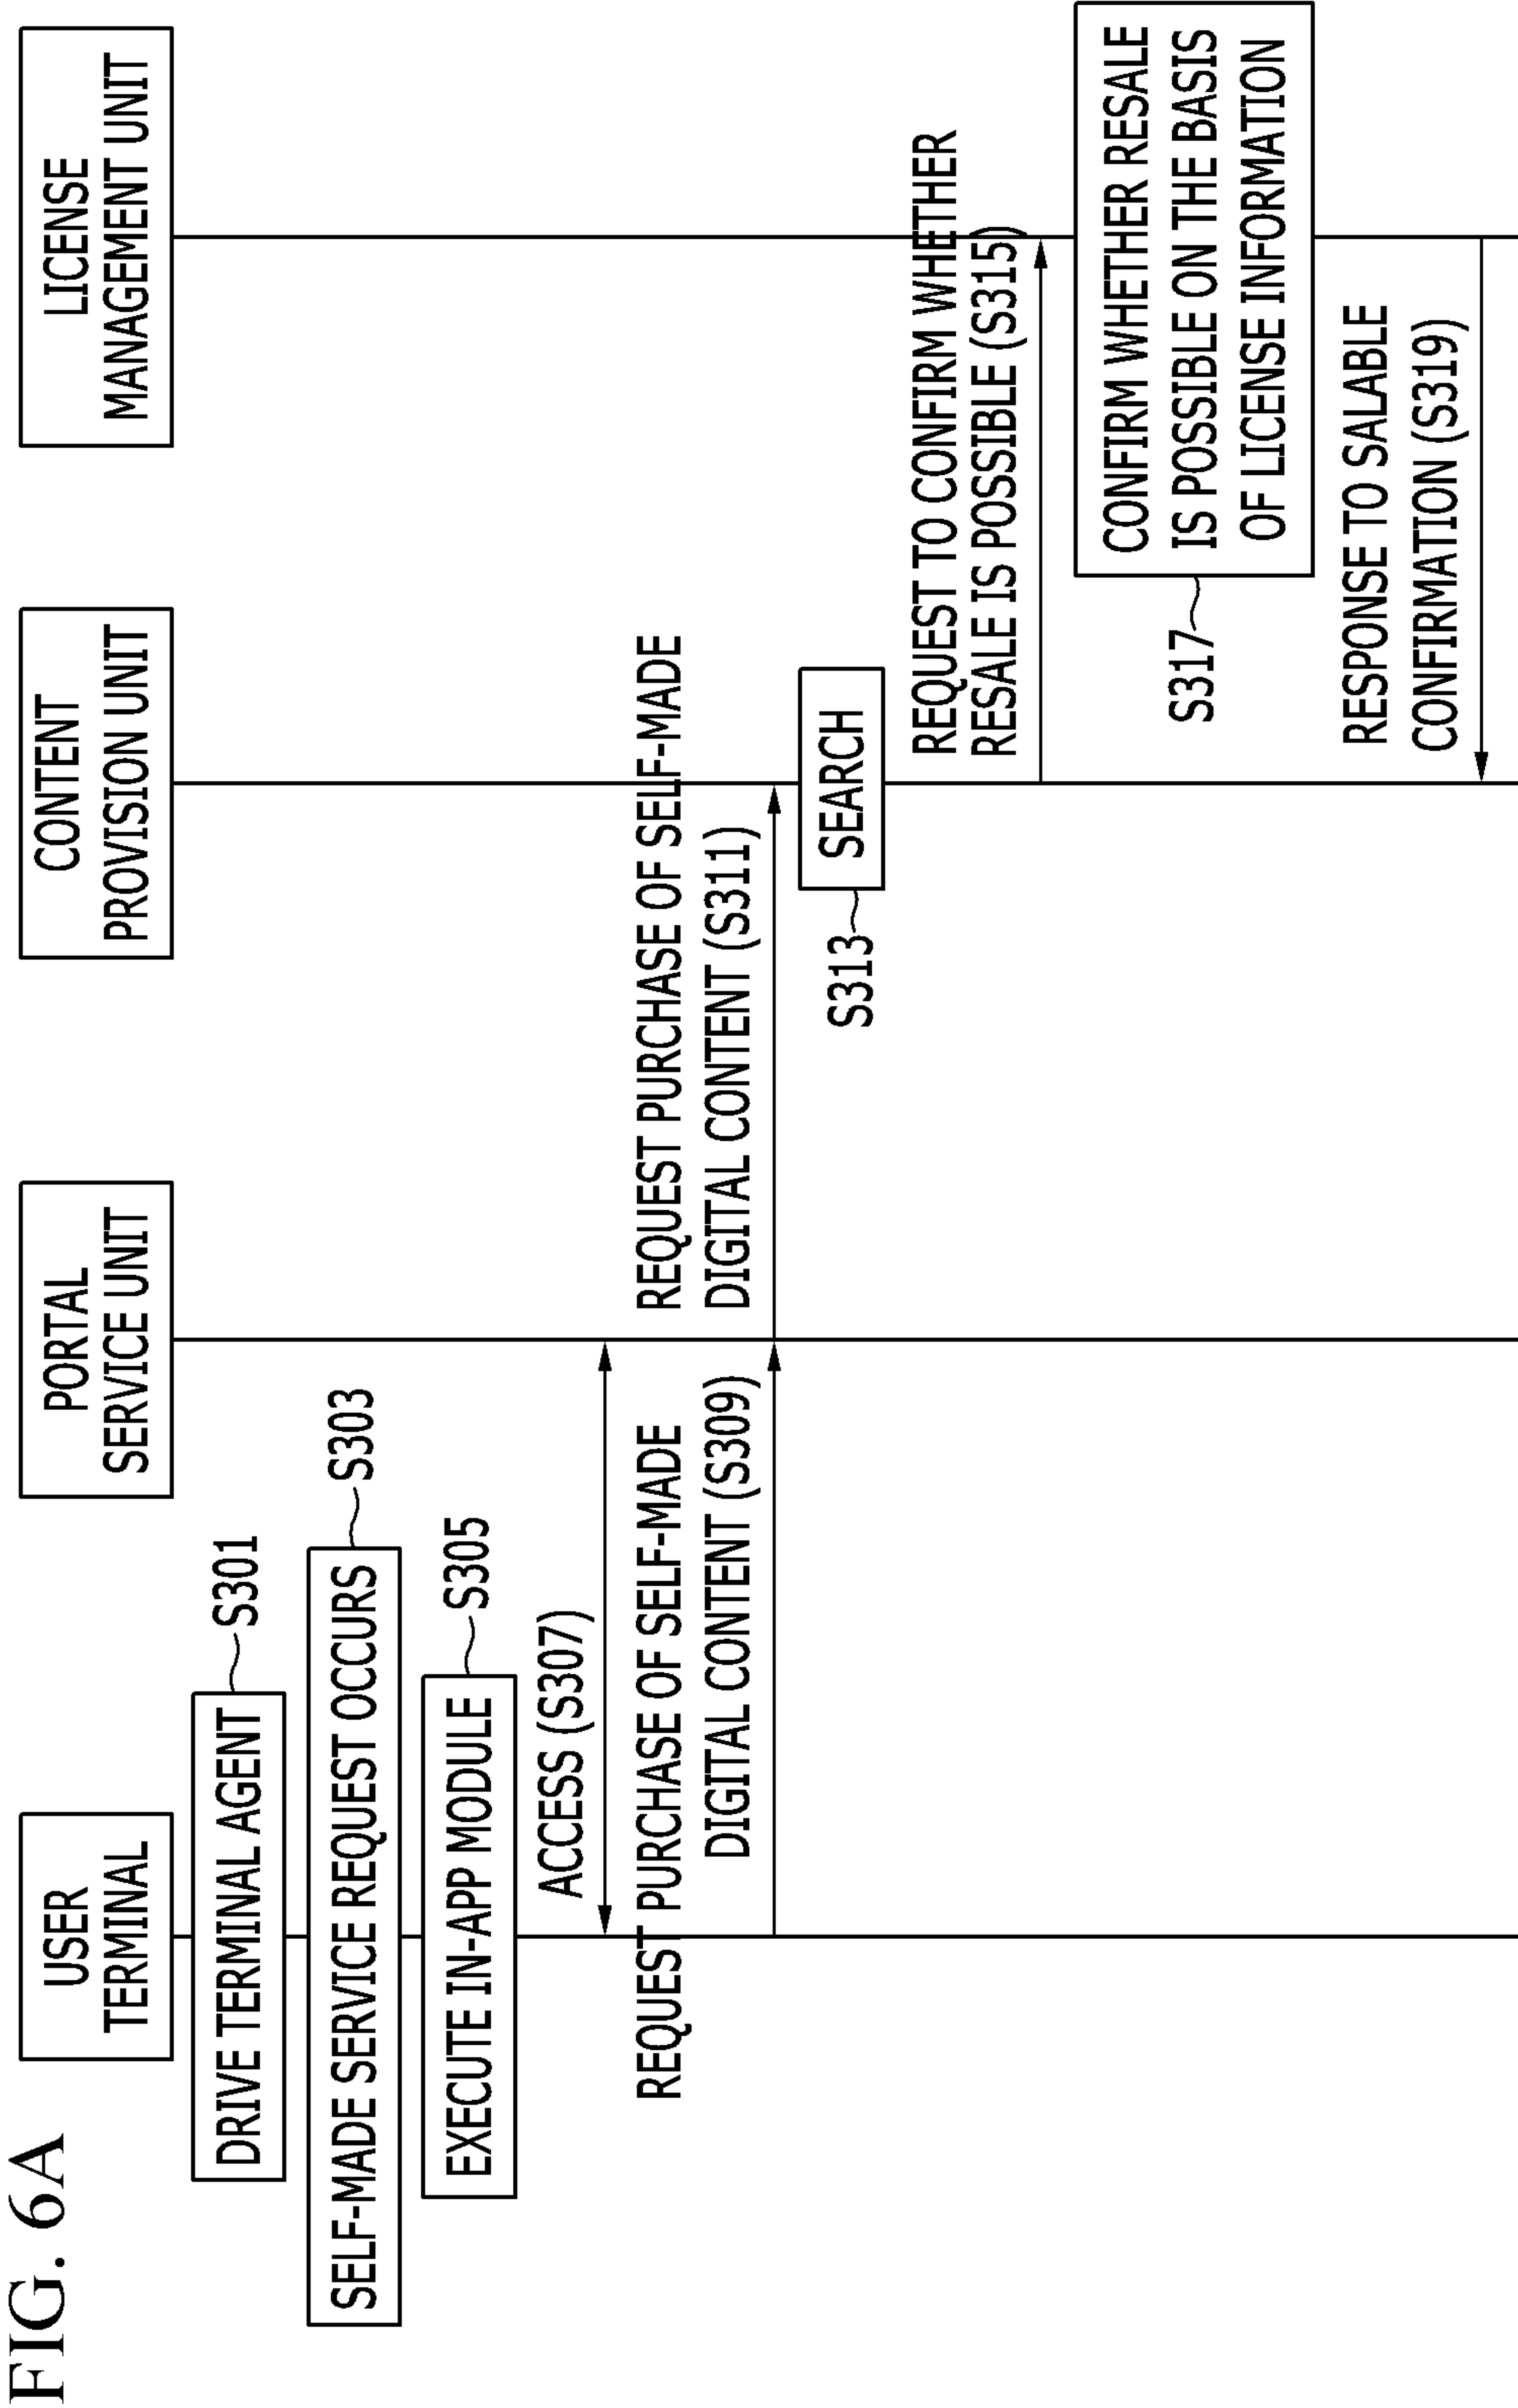 FIG. 6A
USER
TERMINAL
PORTAL
SERVICE UNIT
CONTENT
PROVISION UNIT
LICENSE
MANAGEMENT UNIT
DRIVE TERMINAL AGENT
S301
SELF-MADE SERVICE REQUEST OCCURS
S303
EXECUTE IN-APP MODULE
S305
ACCESS (S307)
REQUEST PURCHASE OF SELF-MADE
DIGITAL CONTENT (S309)
REQUEST PURCHASE OF SELF-MADE
DIGITAL CONTENT (S311)
S313
SEARCH
REQUEST TO CONFIRM WHETHER
RESALE IS POSSIBLE (S315)
S317
CONFIRM WHETHER RESALE
IS POSSIBLE ON THE BASIS
OF LICENSE INFORMATION
RESPONSE TO SALABLE
CONFIRMATION (S319)